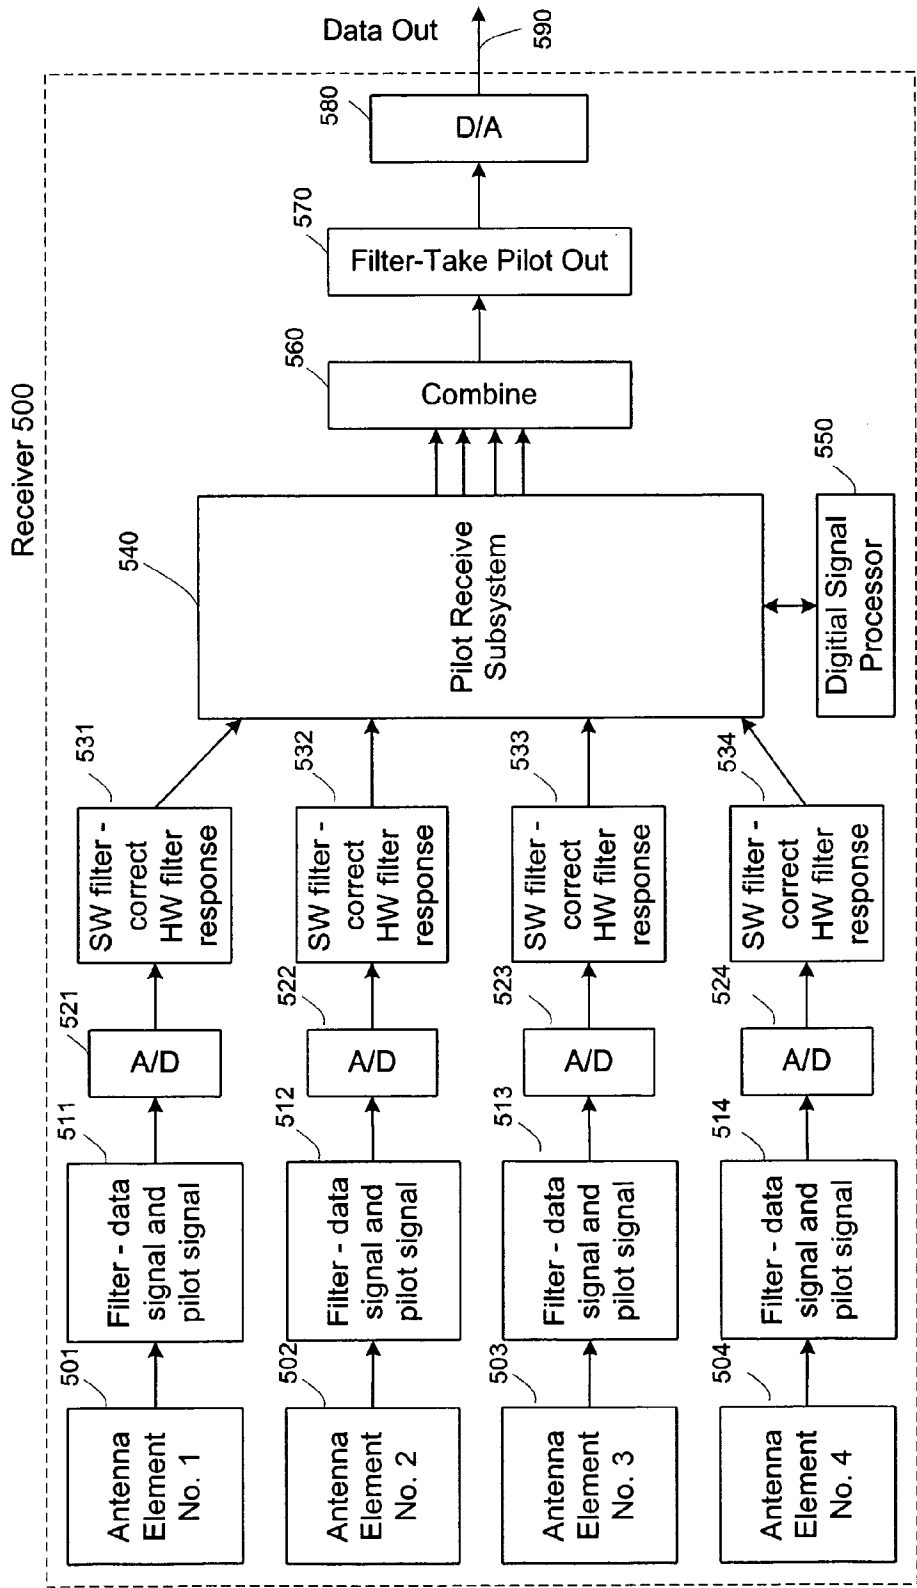 Receiver 500
501
Antenna
Element
No. 1
511
Filter - data
signal and
pilot signal
521
A/D
531
SW filter -
correct
HW filter
response
502
Antenna
Element
No. 2
512
Filter - data
signal and
pilot signal
522
A/D
532
SW filter -
correct
HW filter
response
503
Antenna
Element
No. 3
513
Filter - data
signal and
pilot signal
523
A/D
533
SW filter -
correct
HW filter
response
504
Antenna
Element
No. 4
514
Filter - data
signal and
pilot signal
524
A/D
534
SW filter -
correct
HW filter
response
540
Pilot Receive
Subsystem
550
Digitial Signal
Processor
560
Combine
570
Filter-Take Pilot Out
580
D/A
Data Out
590